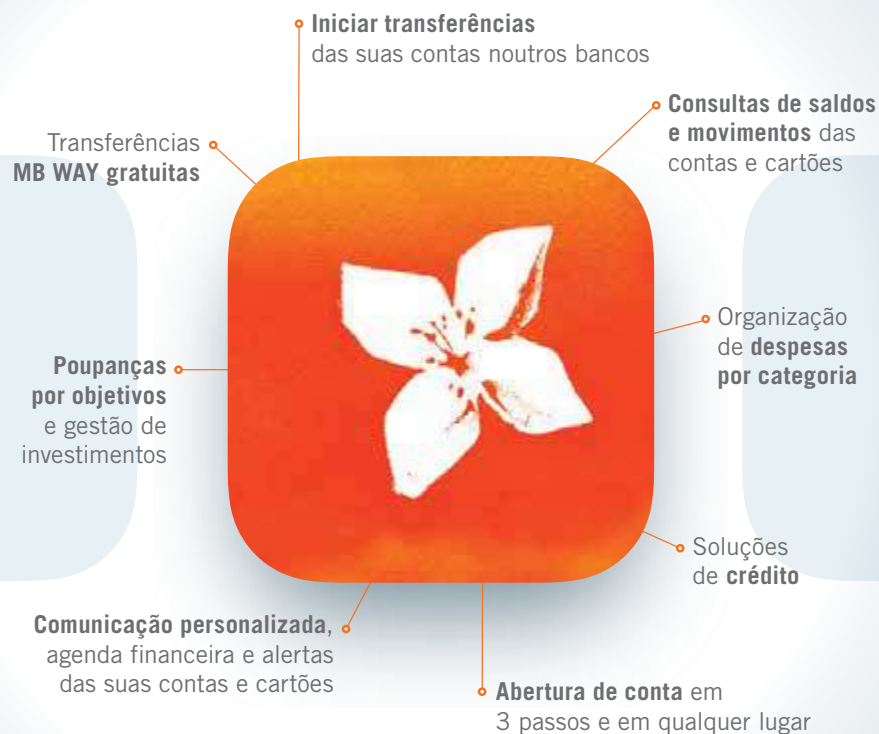 Iniciar transferências
das suas contas noutros bancos
Consultas de saldos
e movimentos das
contas e cartões
Transferências
MB WAY gratuitas
Organização
de despesas
por categoria
Poupanças
por objetivos
e gestão de
investimentos
Soluções
de crédito
Comunicação personalizada,
agenda financeira e alertas
das suas contas e cartões
Abertura de conta em
3 passos e em qualquer lugar